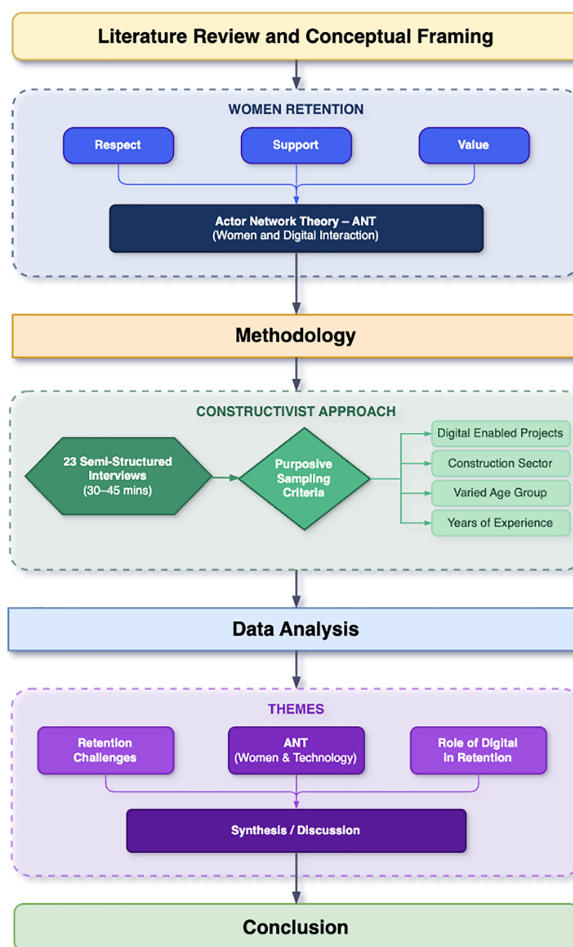 Literature Review and Conceptual Framing
WOMEN RETENTION
Respect
Support
Value
Actor Network Theory – ANT
(Women and Digital Interaction)
Methodology
CONSTRUCTIVIST APPROACH
23 Semi-Structured
Interviews
(30–45 mins)
Purposive
Sampling
Criteria
Digital Enabled Projects
Construction Sector
Varied Age Group
Years of Experience
Data Analysis
THEMES
Retention
Challenges
ANT
(Women & Technology)
Role of Digital
in Retention
Synthesis / Discussion
Conclusion